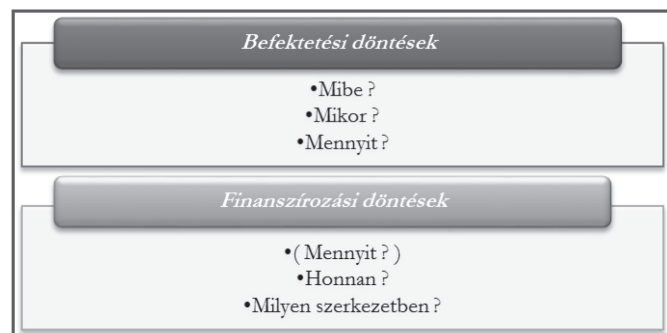 Befektetési döntések
•Mibe ?
•Mikor ?
•Mennyit ?
Finanszírozási döntések
•( Mennyit ? )
•Honnan ?
•Milyen szerkezetben ?